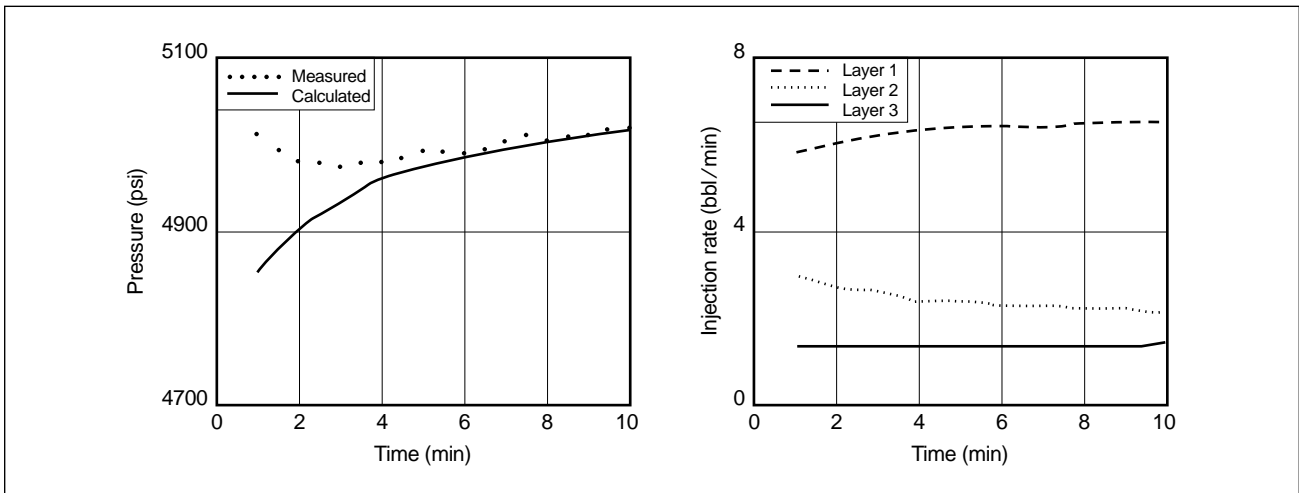 5100
4900
4700
Pressure (psi)
Measured
Calculated
0 2 4 6 8 10
Time (min)
8
4
0
Injection rate (bbl/min)
Layer 1
Layer 2
Layer 3
0 2 4 6 8 10
Time (min)